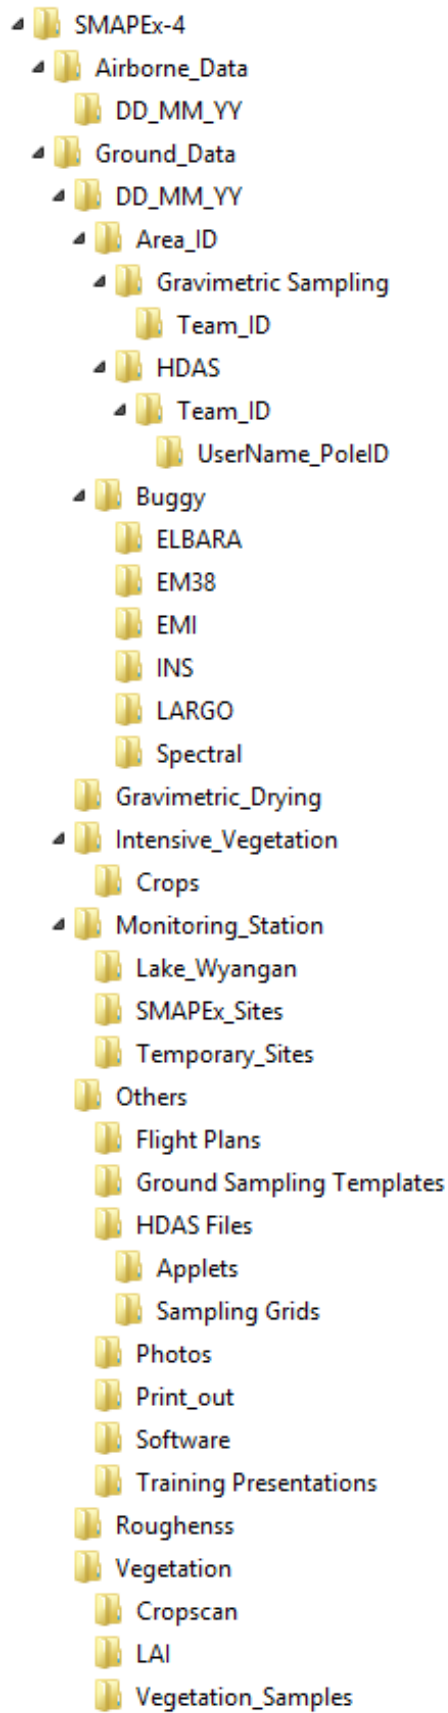 SMAPEx-4
Airborne_Data
DD_MM_YY
Ground_Data
DD_MM_YY
Area_ID
Gravimetric Sampling
Team_ID
HDAS
Team_ID
UserName_PoleID
Buggy
ELBARA
EM38
EMI
INS
LARGO
Spectral
Gravimetric_Drying
Intensive_Vegetation
Crops
Monitoring_Station
Lake_Wyangan
SMAPEx_Sites
Temporary_Sites
Others
Flight Plans
Ground Sampling Templates
HDAS Files
Applets
Sampling Grids
Photos
Print_out
Software
Training Presentations
Roughenss
Vegetation
Cropscan
LAI
Vegetation_Samples